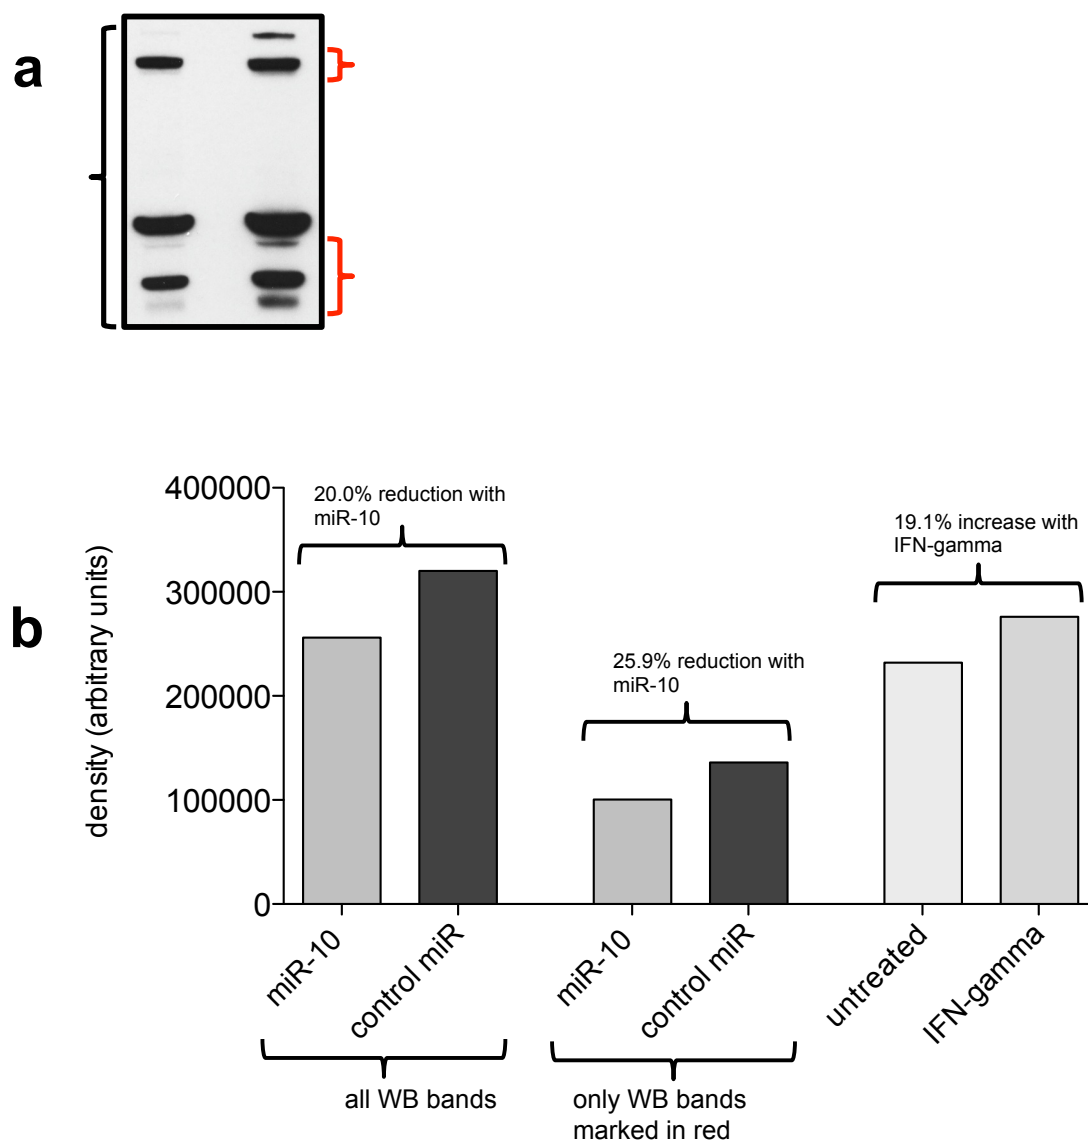 a
b
density (arbitrary units)
400000
300000
200000
100000
0
20.0% reduction with
miR-10
25.9% reduction with
miR-10
19.1% increase with
IFN-gamma
miR-10
control miR
miR-10
control miR
untreated
IFN-gamma
all WB bands
only WB bands
marked in red